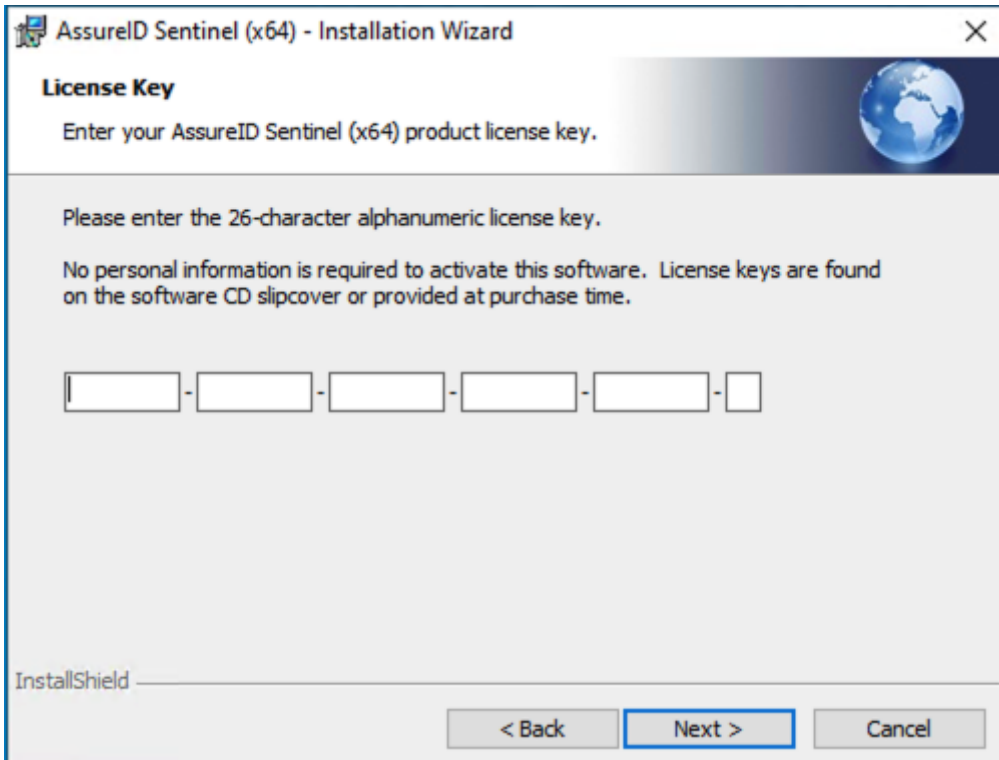 AssureID Sentinel (x64) - Installation Wizard
License Key
Enter your AssureID Sentinel (x64) product license key.
Please enter the 26-character alphanumeric license key.
No personal information is required to activate this software. License keys are found
on the software CD slipcover or provided at purchase time.
- - - - -
InstallShield
< Back Next > Cancel